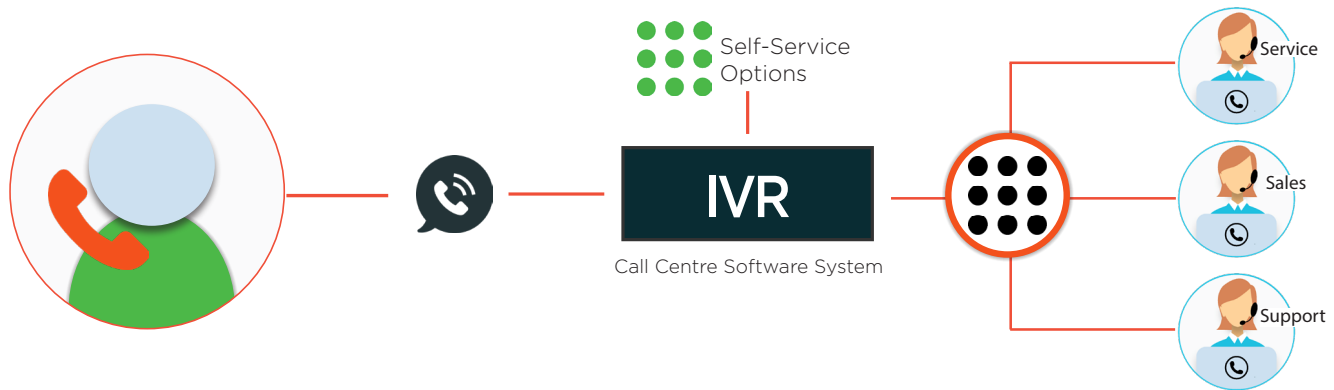 Self-Service
Options
IVR
Call Centre Software System
Service
Sales
Support